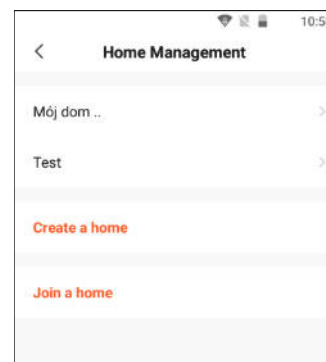 10:5
Home Management
Mój dom ..
Test
Create a home
Join a home